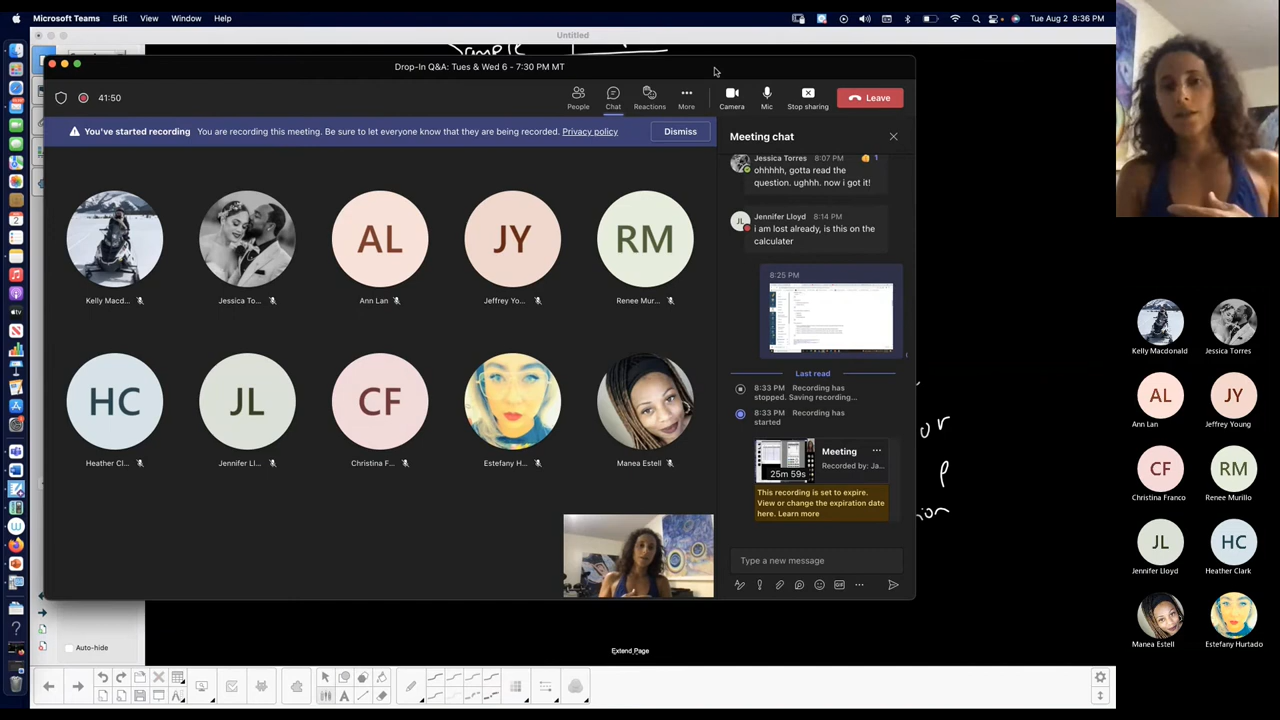 Microsoft Teams Edit View Window Help
Tue Aug 2 8:36 PM
Untitled
Sample
Drop-In Q&A: Tues & Wed 6 - 7:30 PM MT
41:50
People Chat Reactions More Camera Mic Stop sharing Leave
You've started recording You are recording this meeting. Be sure to let everyone know that they are being recorded. Privacy policy Dismiss
Kelly Macd...
Jessica To...
Ann Lan
Jeffrey Yo...
Renee Mur...
AL
JY
RM
HC
JL
CF
Heather Cl...
Jennifer Ll...
Christina F...
Estefany H...
Manea Estell
Meeting chat
Jessica Torres 8:07 PM 1
ohhhhh, gotta read the
question. ughhh. now i got it!
Jennifer Lloyd 8:14 PM
JL
i am lost already, is this on the
calculater
8:25 PM
Last read
8:33 PM Recording has
stopped. Saving recording...
8:33 PM Recording has
started
Meeting
Recorded by: Ja...
25m 59s
This recording is set to expire.
View or change the expiration date
here. Learn more
Type a new message
or
P
ion
Kelly Macdonald
Jessica Torres
AL
JY
Ann Lan
Jeffrey Young
CF
RM
Christina Franco
Renee Murillo
JL
HC
Jennifer Lloyd
Heather Clark
Manea Estell
Estefany Hurtado
Auto-hide
Extend Page